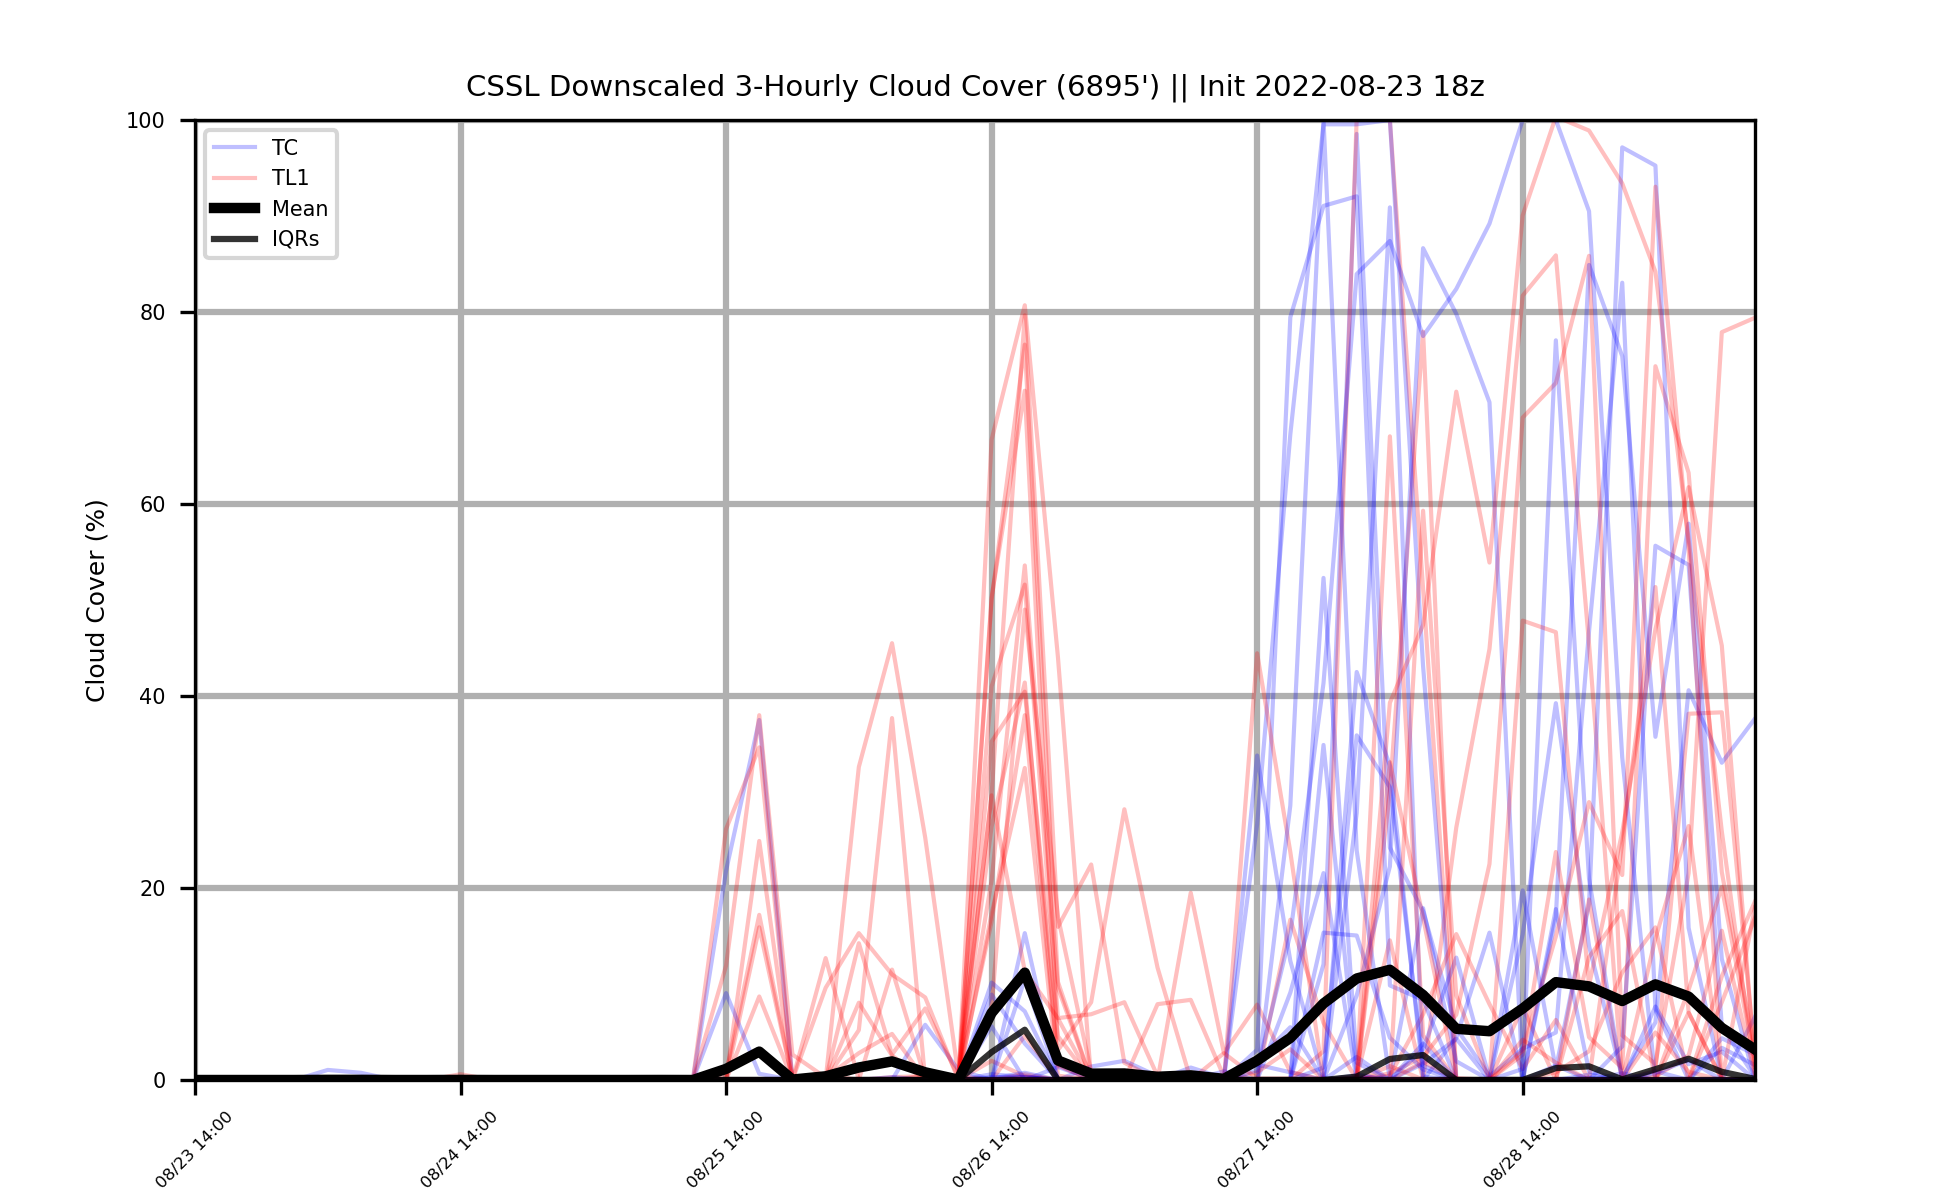 CSSL Downscaled 3-Hourly Cloud Cover (6895') || Init 2022-08-23 18z
100
80
60
40
20
0
Cloud Cover (%)
TC
TL1
Mean
IQRs
08/23 14:00
08/24 14:00
08/25 14:00
08/26 14:00
08/27 14:00
08/28 14:00